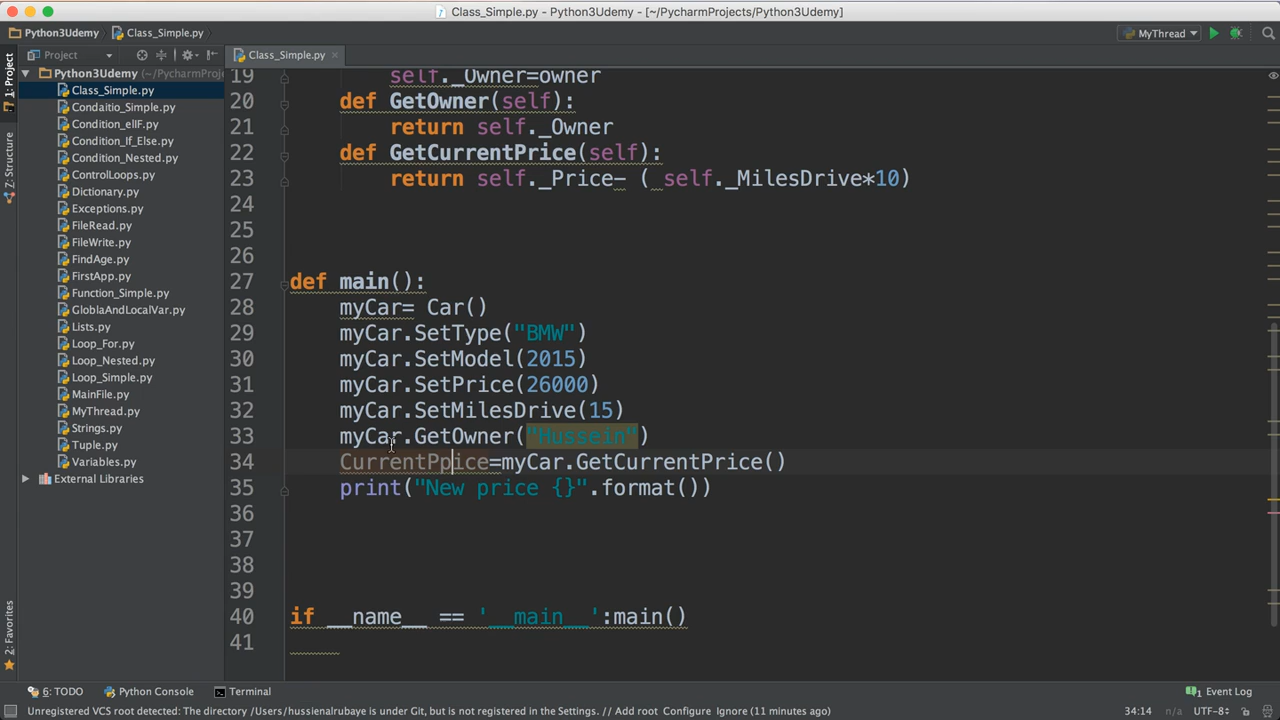 Class_Simple.py - Python3Udemy - [~/PycharmProjects/Python3Udemy]
Python3Udemy Class_Simple.py MyThread
1: Project
Z: Structure
2: Favorites
Project
Class_Simple.py ×
Python3Udemy (~/PycharmProj
Class_Simple.py
Condaitio_Simple.py
Condition_elIF.py
Condition_If_Else.py
Condition_Nested.py
ControlLoops.py
Dictionary.py
Exceptions.py
FileRead.py
FileWrite.py
FindAge.py
FirstApp.py
Function_Simple.py
GloblaAndLocalVar.py
Lists.py
Loop_For.py
Loop_Nested.py
Loop_Simple.py
MainFile.py
MyThread.py
Strings.py
Tuple.py
Variables.py
External Libraries
19 self._Owner=owner
20 def GetOwner(self):
21 return self._Owner
22 def GetCurrentPrice(self):
23 return self._Price- ( self._MilesDrive*10)
24
25
26
27 def main():
28 myCar= Car()
29 myCar.SetType("BMW")
30 myCar.SetModel(2015)
31 myCar.SetPrice(26000)
32 myCar.SetMilesDrive(15)
33 myCar.GetOwner("Hussein")
34 CurrentPpice=myCar.GetCurrentPrice()
35 print("New price {}".format())
36
37
38
39
40 if __name__ == '__main__':main()
41
6: TODO Python Console Terminal 1 Event Log
Unregistered VCS root detected: The directory /Users/hussienalrubaye is under Git, but is not registered in the Settings. // Add root Configure Ignore (11 minutes ago) 34:14 n/a UTF-8